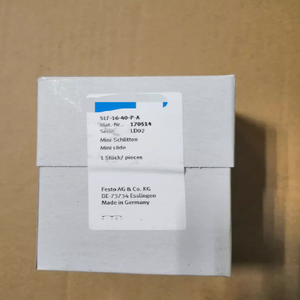 SLF-16-40-P-A
Mat.-Nr.: 170514
Serie: LD02
Mini-Schlitten
Mini slide
1 Stück/ pieces
Festo AG & Co. KG
DE-73734 Esslingen
Made in Germany